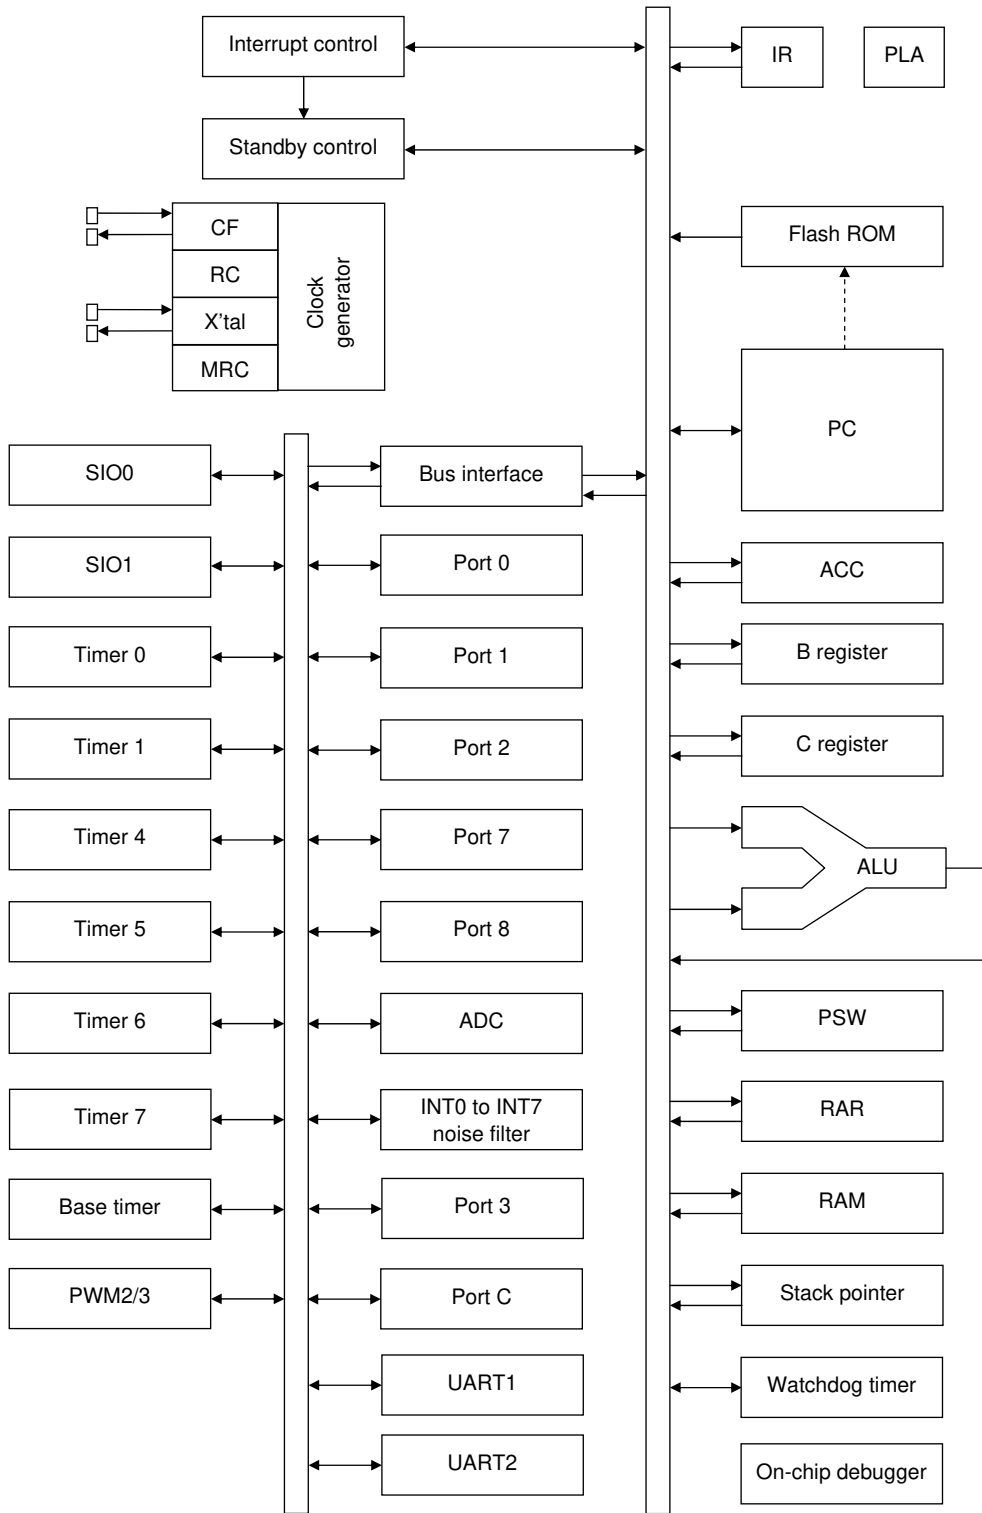 Interrupt control
IR
PLA
Standby control
CF
RC
X'tal
MRC
Clock
generator
Flash ROM
PC
SIO0
Bus interface
SIO1
Port 0
ACC
Timer 0
Port 1
B register
Timer 1
Port 2
C register
Timer 4
Port 7
ALU
Timer 5
Port 8
Timer 6
ADC
PSW
Timer 7
INT0 to INT7
noise filter
RAR
Base timer
Port 3
RAM
PWM2/3
Port C
Stack pointer
UART1
Watchdog timer
UART2
On-chip debugger